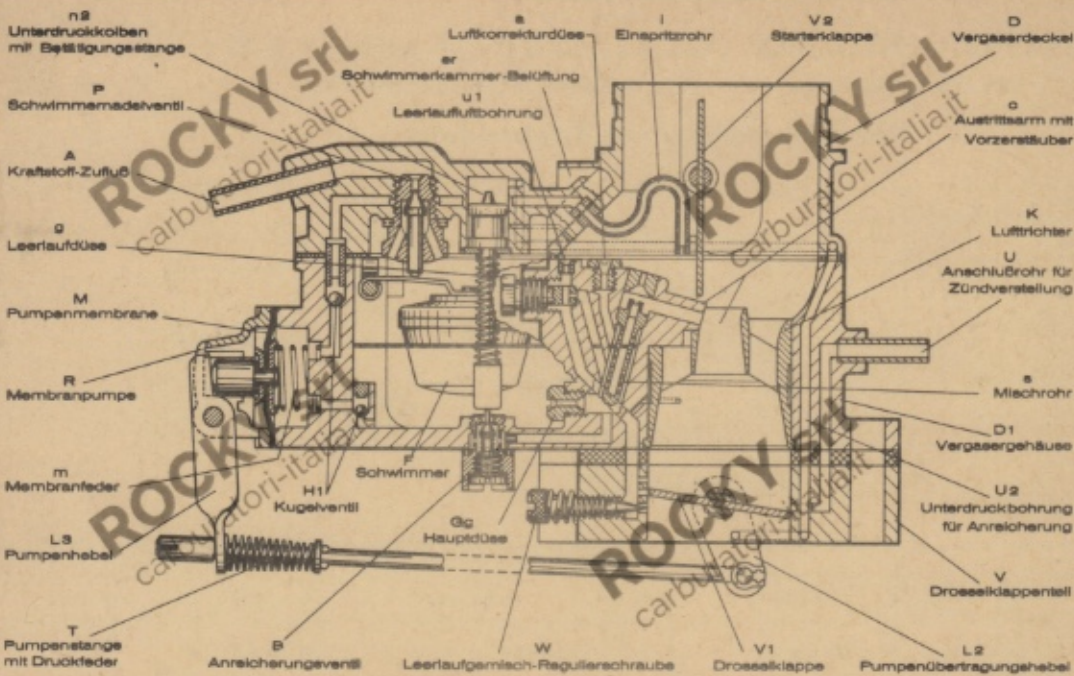 n2
Unterdruckkolben
mit Betätigungsstange
P
Schwimmernadelventil
A
Kraftstoff-Zufluß
g
Leerlaufdüse
M
Pumpenmembrane
R
Membranpumpe
m
Membranfeder
L3
Pumpenhebel
T
Pumpenstange
mit Druckfeder
a
Luftkorrekturdüse
er
Schwimmerkammer-Belüftung
u1
Leerlaufluftbohrung
i
Einspritzrohr
V2
Starterklappe
D
Vergaserdeckel
c
Austrittsarm mit
Vorzerstäuber
K
Lufttrichter
U
Anschlußrohr für
Zündverstellung
s
Mischrohr
D1
Vergasergehäuse
U2
Unterdruckbohrung
für Anreicherung
V
Drosselklappenteil
L2
Pumpenübertragungshebel
V1
Drosselklappe
W
Leerlaufgemisch-Regulierschraube
B
Anreicherungsventil
H1
Kugelventil
F
Schwimmer
Gc
Hauptdüse
ROCKY srl
carburatori-italia.it
ROCKY srl
carburatori-italia.it
ROCKY srl
carburatori-italia.it
ROCKY srl
carburatori-italia.it